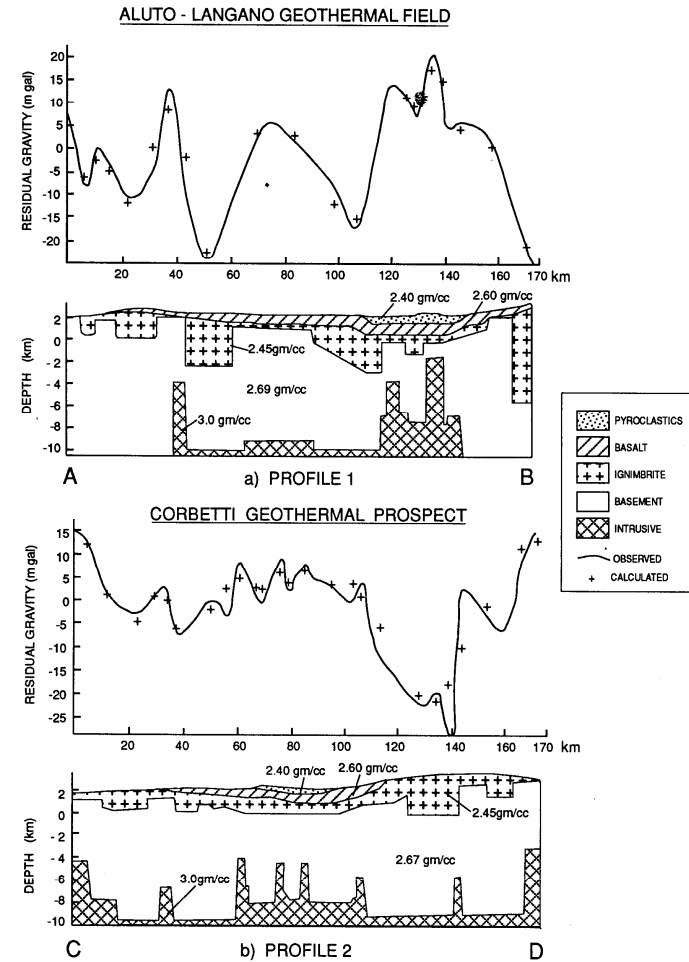 ALUTO - LANGANO GEOTHERMAL FIELD
RESIDUAL GRAVITY (m gal)
20
15
10
5
0
-5
-10
-15
-20
20 40 60 80 100 120 140 160 170 km
DEPTH (km)
2
0
-2
-4
-6
-8
-10
2.40 gm/cc
2.60 gm/cc
2.45gm/cc
2.69 gm/cc
3.0 gm/cc
A a) PROFILE 1 B
PYROCLASTICS
BASALT
IGNIMBRITE
BASEMENT
INTRUSIVE
OBSERVED
+ CALCULATED
CORBETTI GEOTHERMAL PROSPECT
RESIDUAL GRAVITY (m gal)
15
10
5
0
-5
-10
-15
-20
-25
20 40 60 80 100 120 140 160 170 km
DEPTH (km)
2
0
-4
-6
-8
-10
2.40 gm/cc
2.60 gm/cc
2.45gm/cc
2.67 gm/cc
3.0gm/cc
C b) PROFILE 2 D